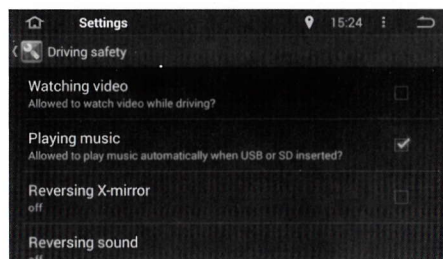 Settings
15:24
Driving safety
Watching video
Allowed to watch video while driving?
Playing music
Allowed to play music automatically when USB or SD inserted?
Reversing X-mirror
off
Reversing sound
off